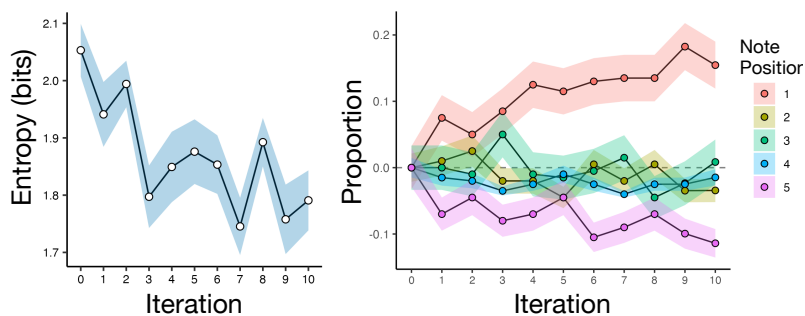 Entropy (bits)
2.1
2.0
1.9
1.8
1.7
0 1 2 3 4 5 6 7 8 9 10
Iteration
Proportion
0.2
0.1
0.0
-0.1
0 1 2 3 4 5 6 7 8 9 10
Iteration
Note
Position
1
2
3
4
5